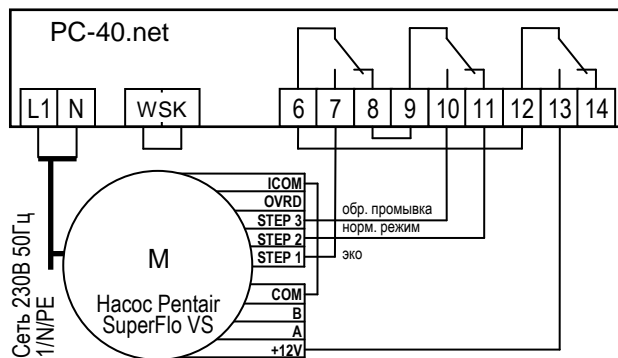 PC-40.net
L1 N WSK 6 7 8 9 10 11 12 13 14
ICOM
OVRD
STEP 3 обр. промывка
STEP 2 норм. режим
STEP 1 эко
M
Насос Pentair
SuperFlo VS
COM
B
A
+12V
Сеть 230В 50Гц
1/N/PE